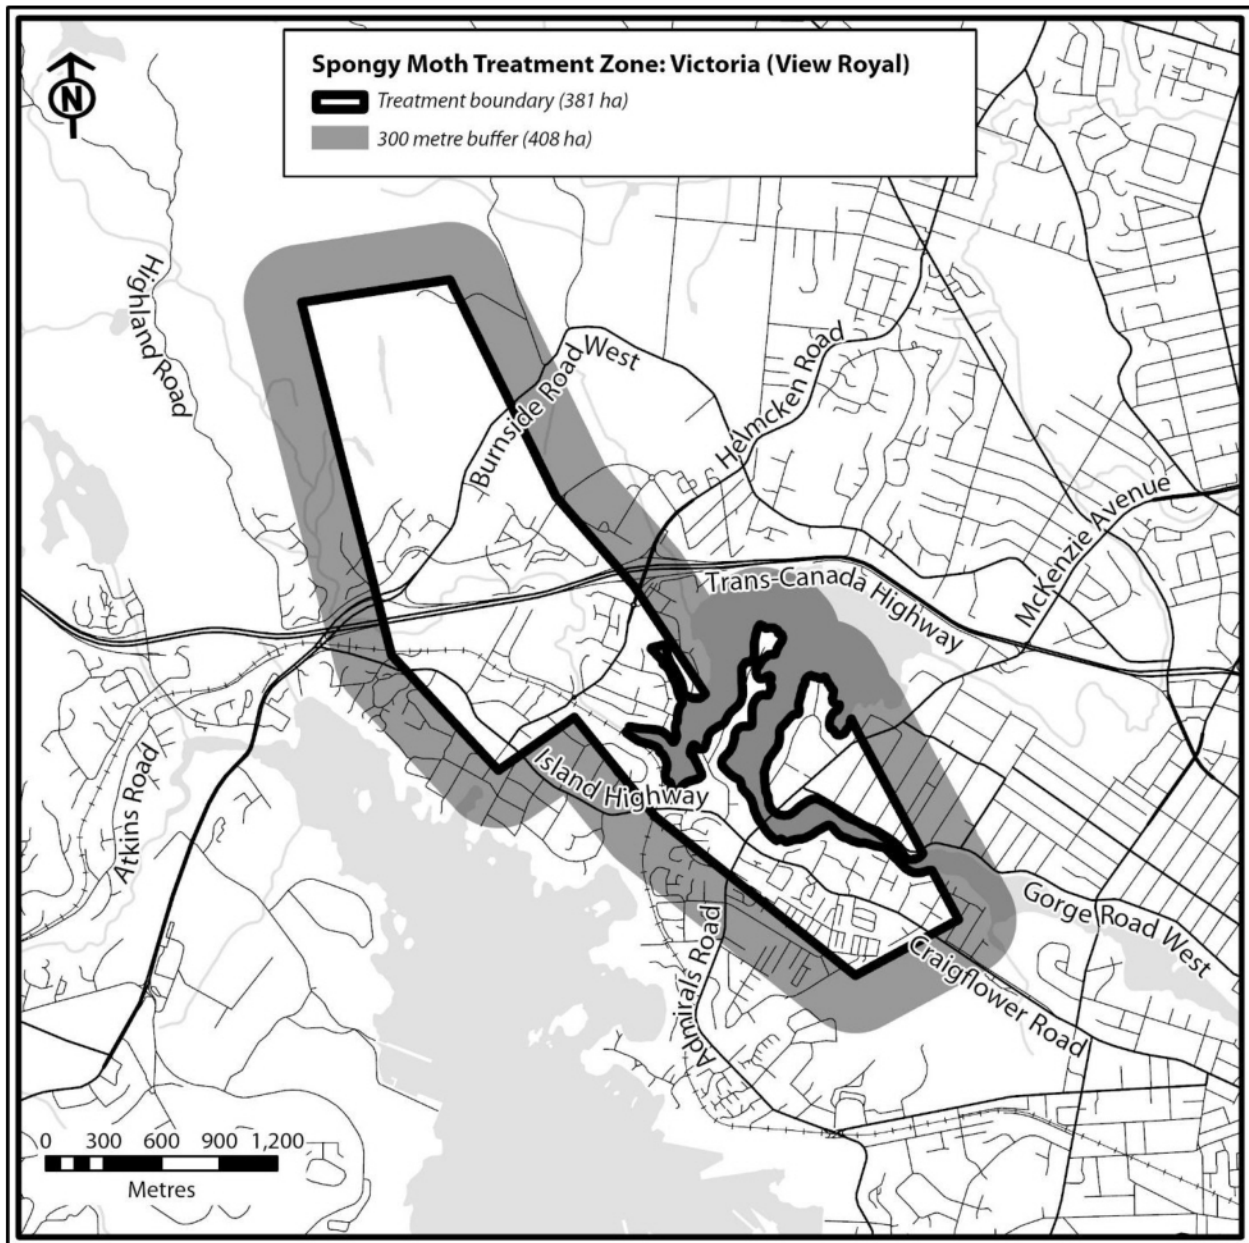 Spongy Moth Treatment Zone: Victoria (View Royal)
Treatment boundary (381 ha)
300 metre buffer (408 ha)
N
Highland Road
Burnside Road West
Helmcken Road
McKenzie Avenue
Trans-Canada Highway
Island Highway
Atkins Road
Admirals Road
Gorge Road West
Craigflower Road
0 300 600 900 1,200
Metres